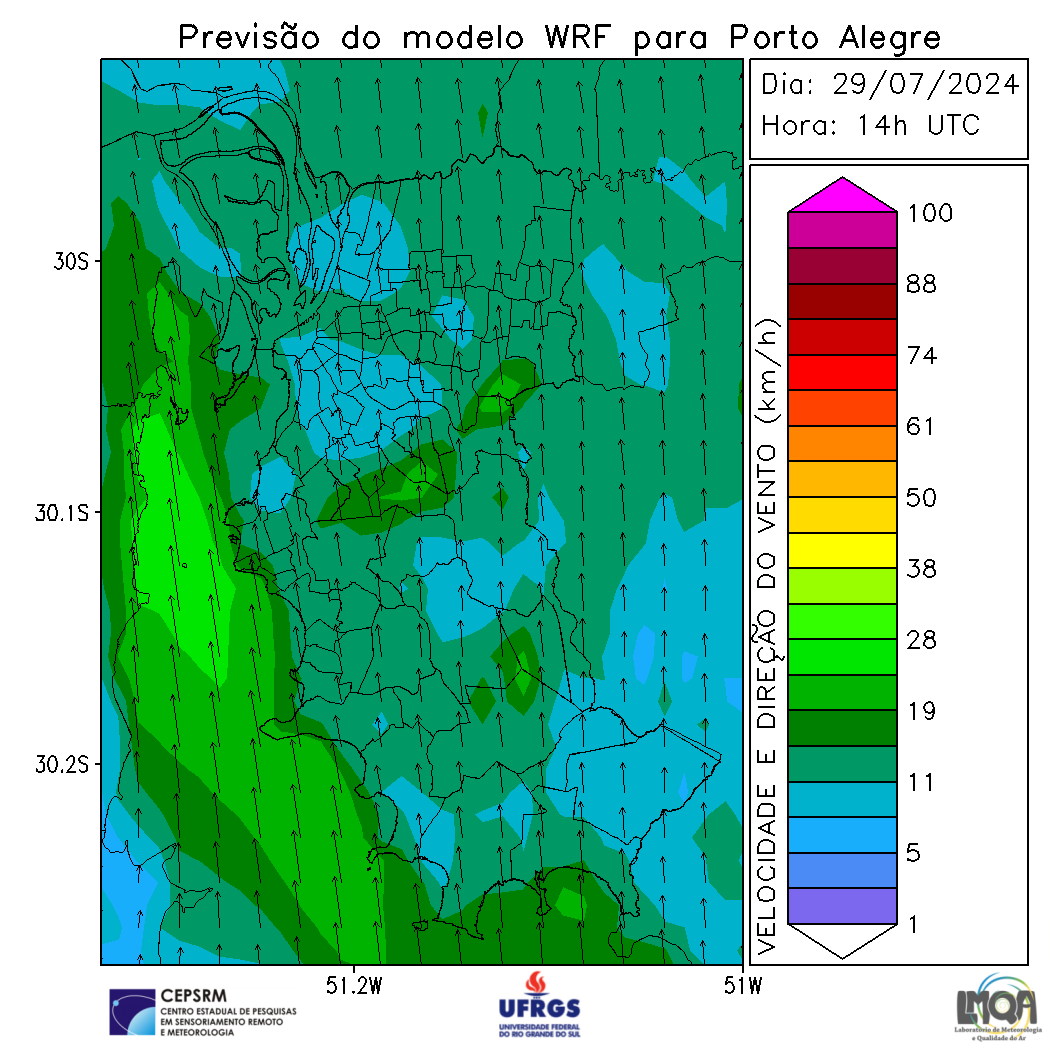 Previsão do modelo WRF para Porto Alegre
Dia: 29/07/2024
Hora: 14h UTC
30S
30.1S
30.2S
51.2W
51W
VELOCIDADE E DIREÇÃO DO VENTO (km/h)
100
88
74
61
50
38
28
19
11
5
1
CEPSRM
CENTRO ESTADUAL DE PESQUISAS
EM SENSORIAMENTO REMOTO
E METEOROLOGIA
UFRGS
UNIVERSIDADE FEDERAL
DO RIO GRANDE DO SUL
LMQA
Laboratório de Meteorologia
e Qualidade do Ar